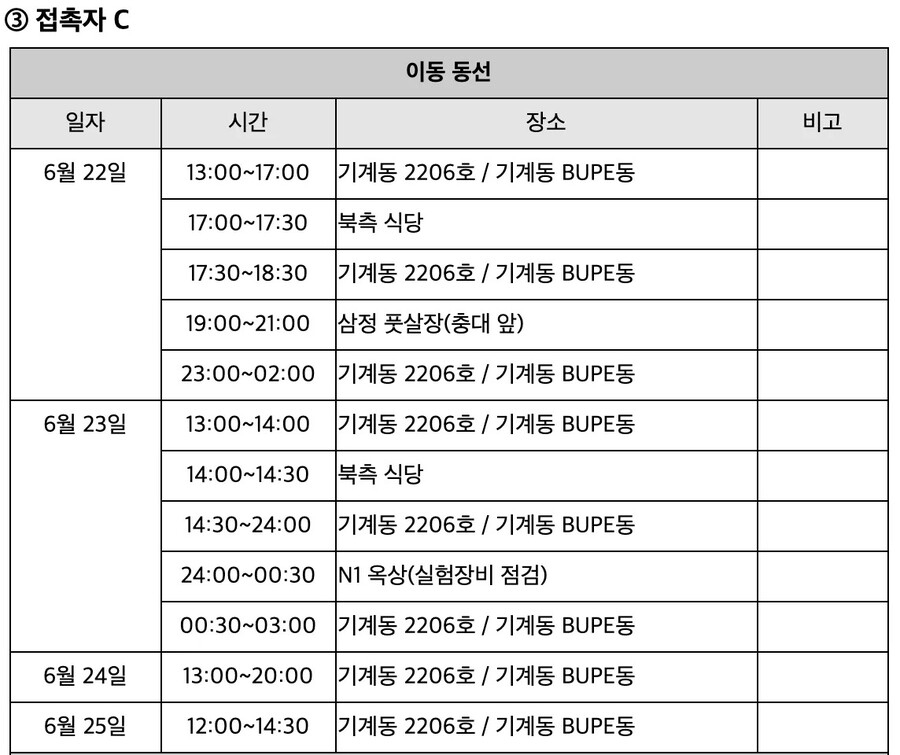 ③ 접촉자 C
이동 동선
일자 시간 장소 비고
6월 22일 13:00~17:00 기계동 2206호 / 기계동 BUPE동
17:00~17:30 북측 식당
17:30~18:30 기계동 2206호 / 기계동 BUPE동
19:00~21:00 삼정 풋살장(충대 앞)
23:00~02:00 기계동 2206호 / 기계동 BUPE동
6월 23일 13:00~14:00 기계동 2206호 / 기계동 BUPE동
14:00~14:30 북측 식당
14:30~24:00 기계동 2206호 / 기계동 BUPE동
24:00~00:30 N1 옥상(실험장비 점검)
00:30~03:00 기계동 2206호 / 기계동 BUPE동
6월 24일 13:00~20:00 기계동 2206호 / 기계동 BUPE동
6월 25일 12:00~14:30 기계동 2206호 / 기계동 BUPE동